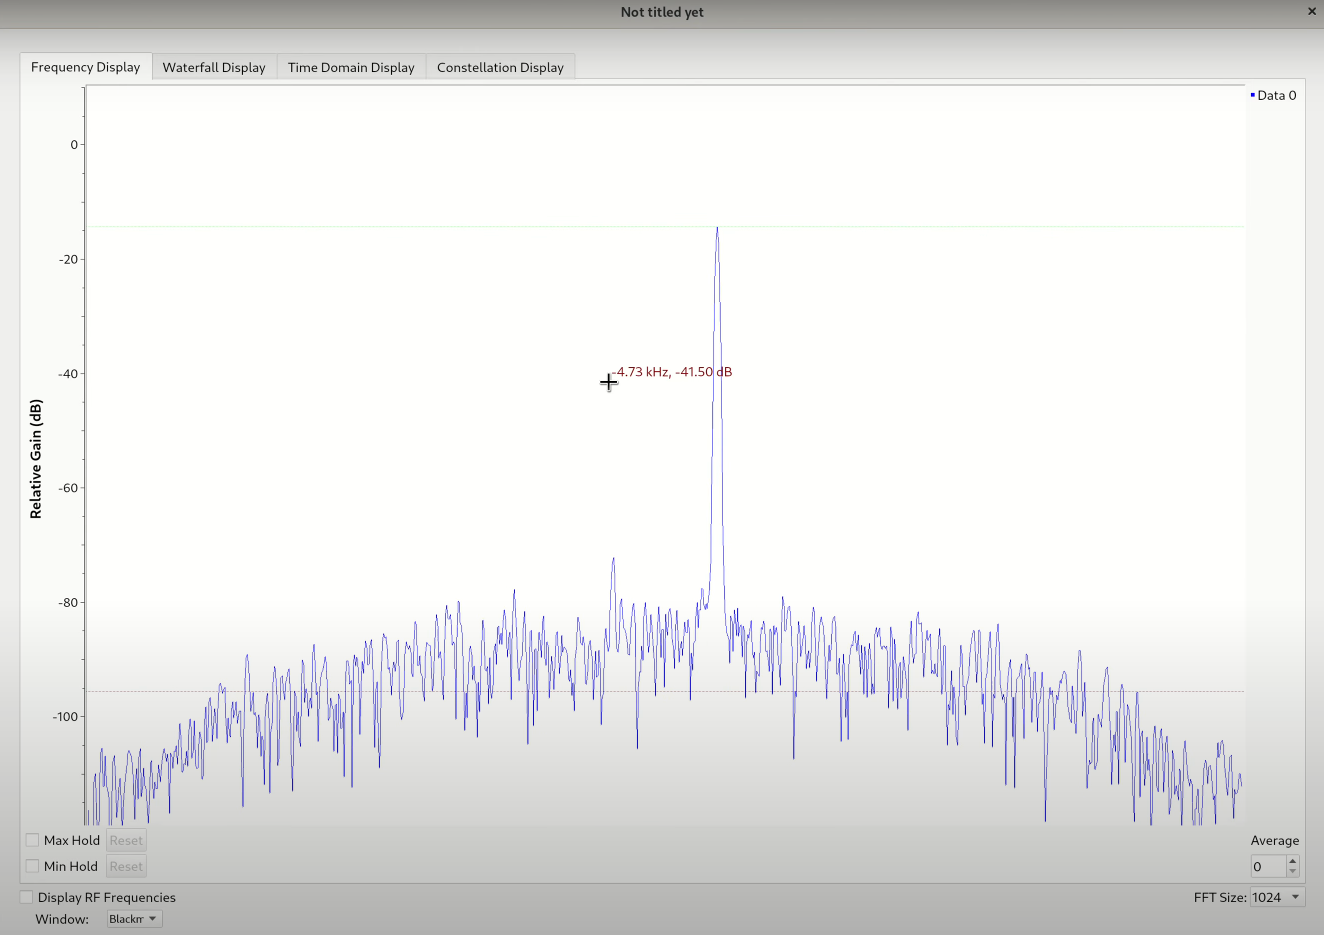 Not titled yet
×
Frequency Display Waterfall Display Time Domain Display Constellation Display
Data 0
0
-20
-4.73 kHz, -41.50 dB
-40
-60
-80
-100
Relative Gain (dB)
Max Hold Reset
Average
Min Hold Reset
0
Display RF Frequencies
FFT Size: 1024
Window: Blackr